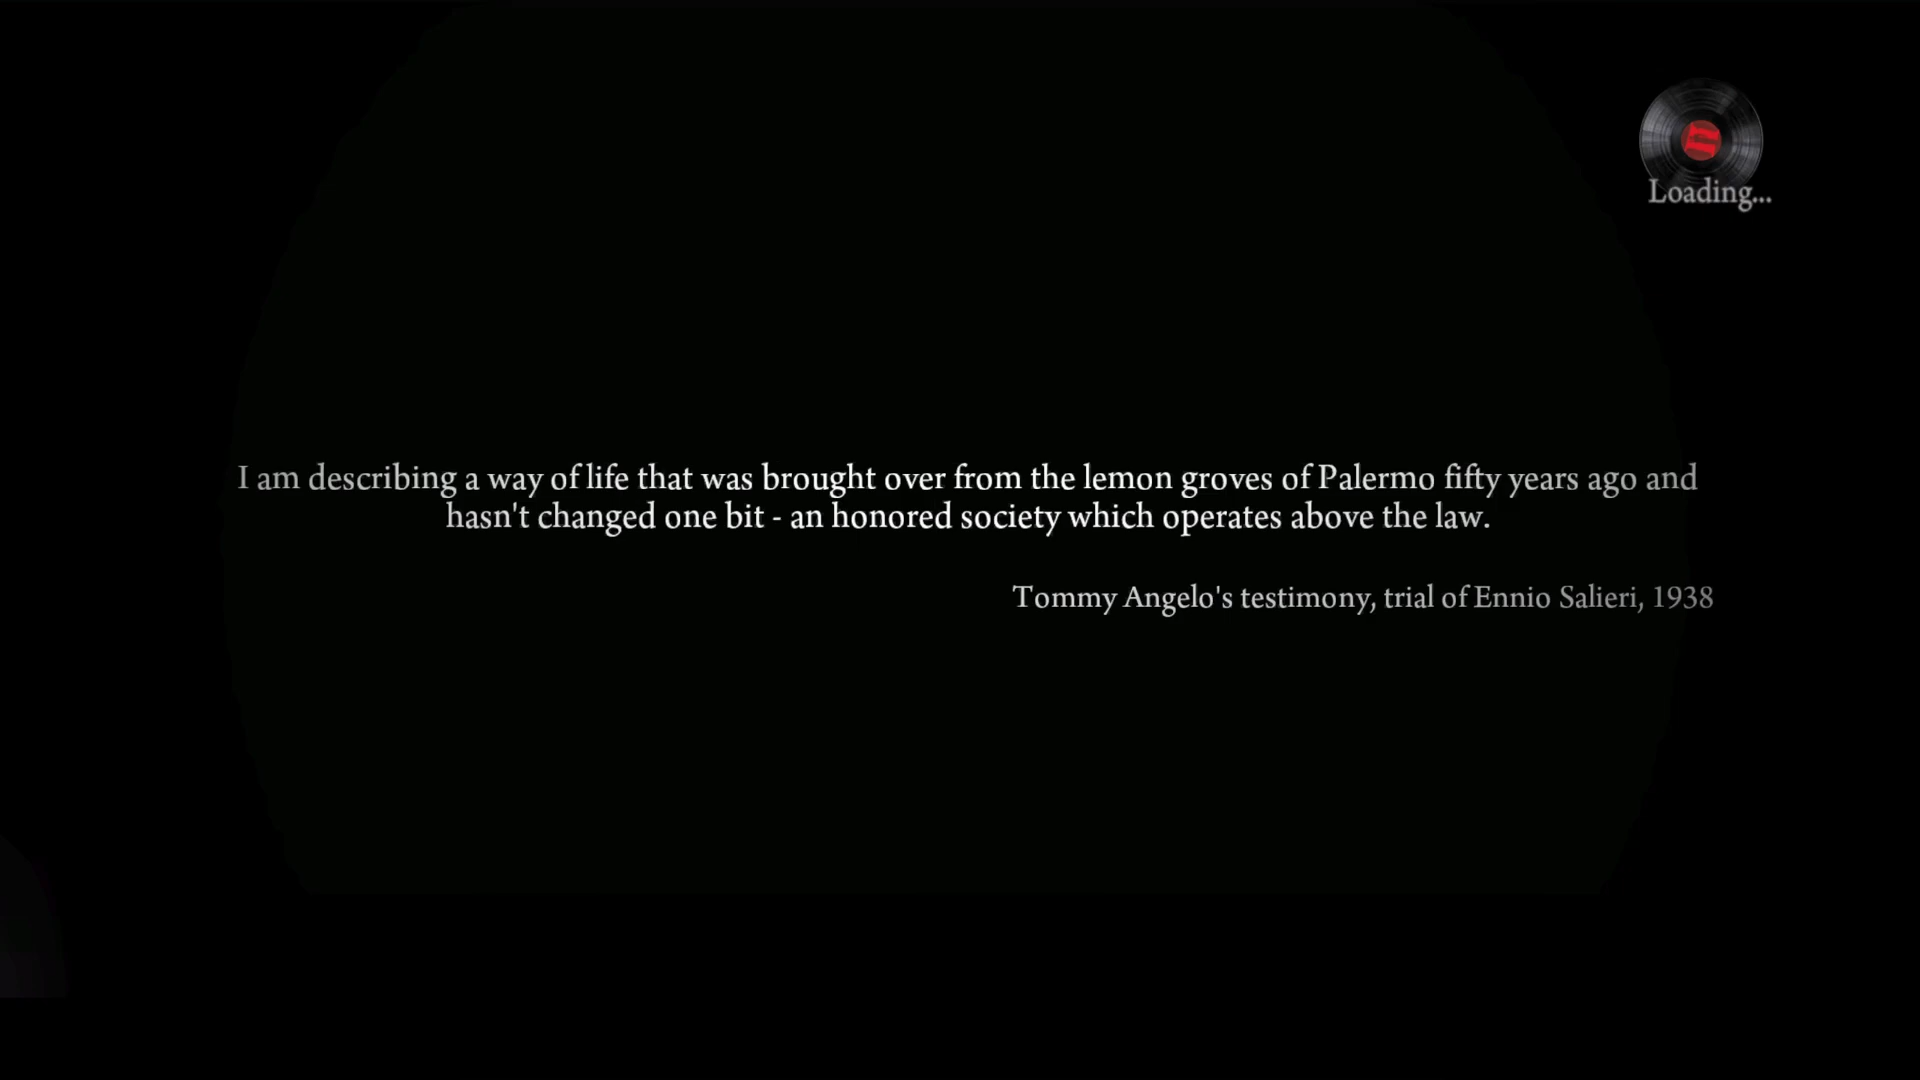 Loading...
I am describing a way of life that was brought over from the lemon groves of Palermo fifty years ago and
hasn't changed one bit - an honored society which operates above the law.
Tommy Angelo's testimony, trial of Ennio Salieri, 1938